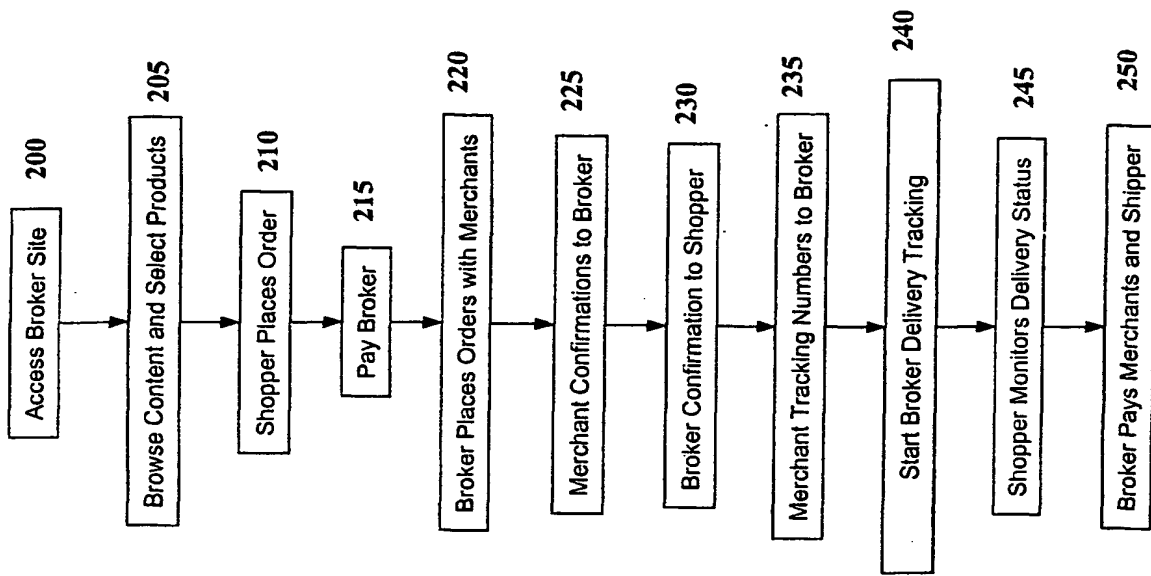 Access Broker Site 200
Browse Content and Select Products 205
Shopper Places Order 210
Pay Broker 215
Broker Places Orders with Merchants 220
Merchant Confirmations to Broker 225
Broker Confirmation to Shopper 230
Merchant Tracking Numbers to Broker 235
Start Broker Delivery Tracking 240
Shopper Monitors Delivery Status 245
Broker Pays Merchants and Shipper 250